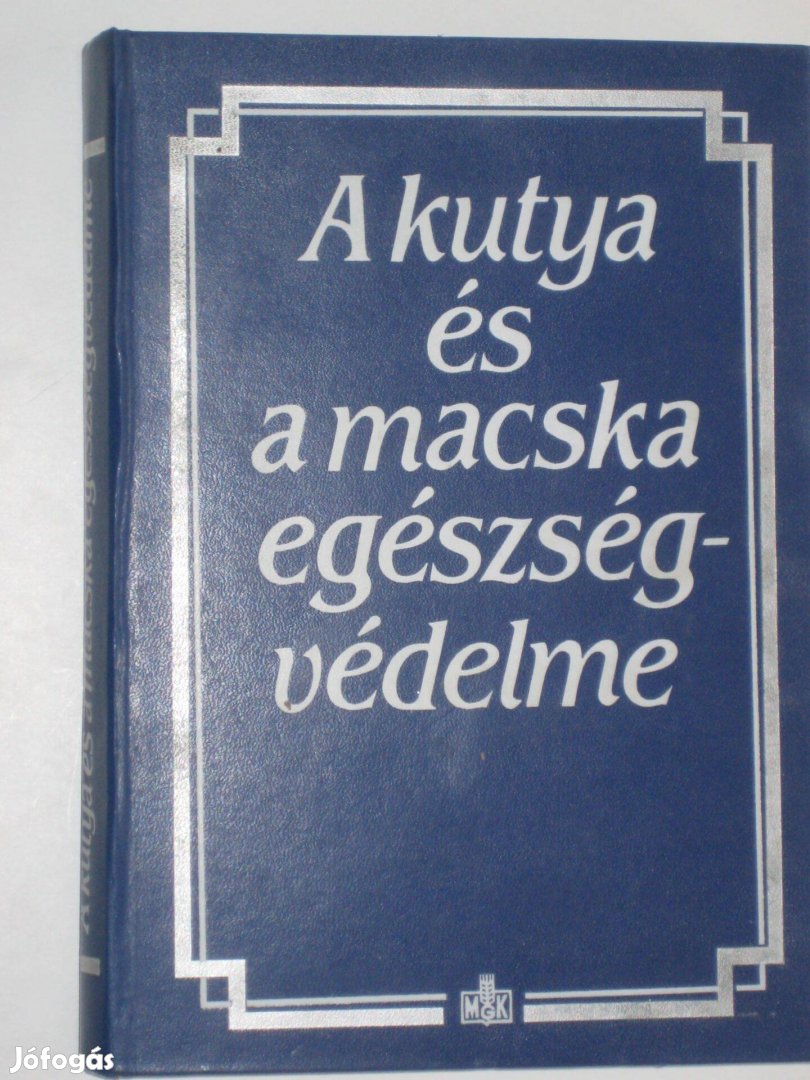 A kutya
és
a macska
egészség-
védelme
A kutya és a macska egészségvédelme
MGK
Jófogás